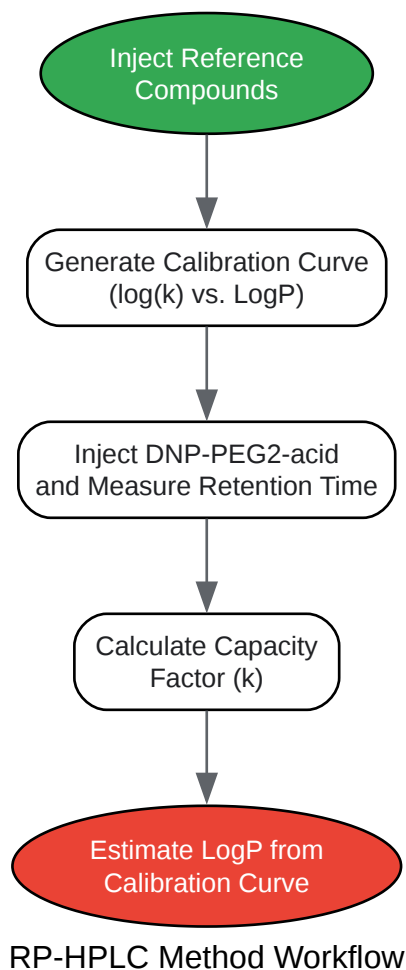 Inject Reference
Compounds
Generate Calibration Curve
(log(k) vs. LogP)
Inject DNP-PEG2-acid
and Measure Retention Time
Calculate Capacity
Factor (k)
Estimate LogP from
Calibration Curve
RP-HPLC Method Workflow